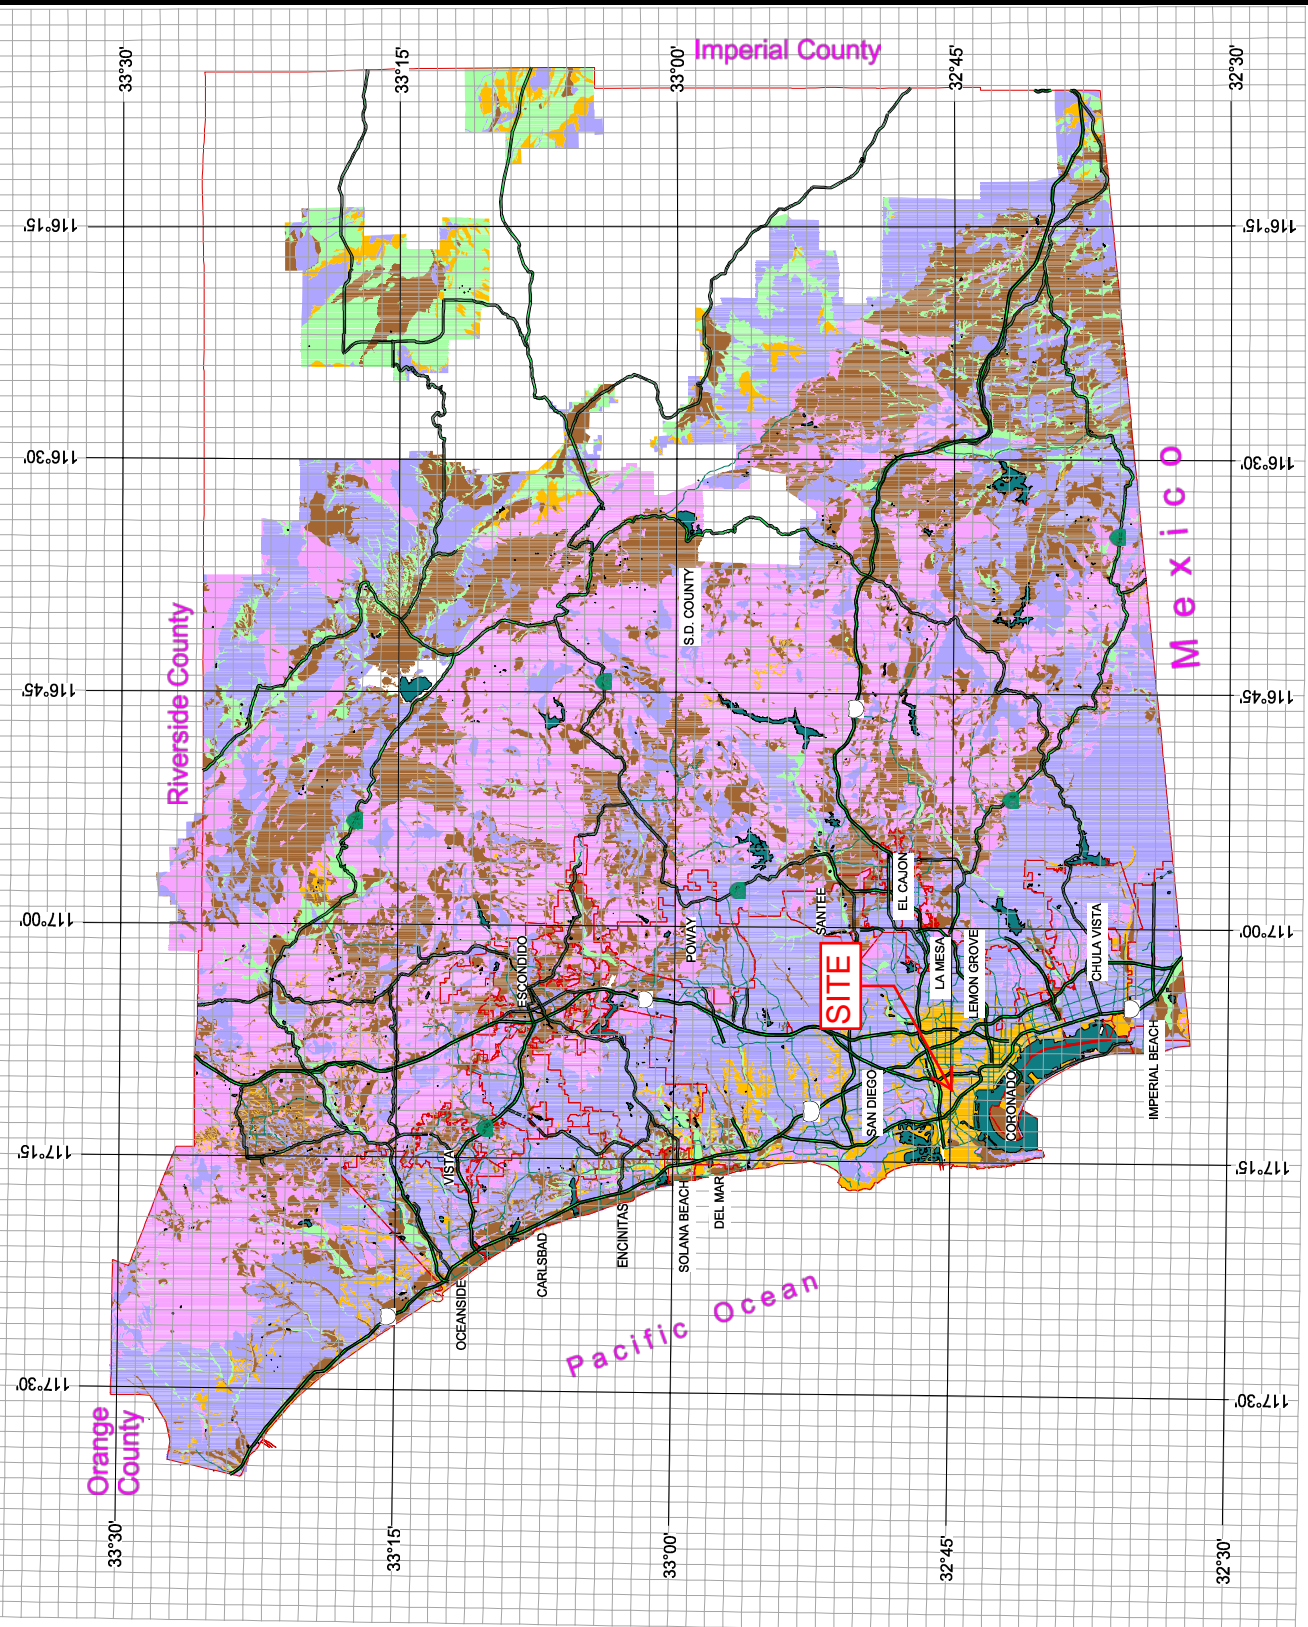 Imperial County
33°30'
33°15'
33°00'
32°45'
32°30'
116°15'
116°15'
116°30'
116°30'
Mexico
Riverside County
S.D. COUNTY
116°45'
116°45'
EL CAJON
SANTEE
117°00'
117°00'
CHULA VISTA
POWAY
ESCONDIDO
LA MESA
LEMON GROVE
SITE
IMPERIAL BEACH
SAN DIEGO
CORONADO
117°15'
117°15'
VISTA
DEL MAR
SOLANA BEACH
ENCINITAS
CARLSBAD
OCEANSIDE
Pacific Ocean
117°30'
117°30'
Orange
County
33°30'
33°15'
33°00'
32°45'
32°30'